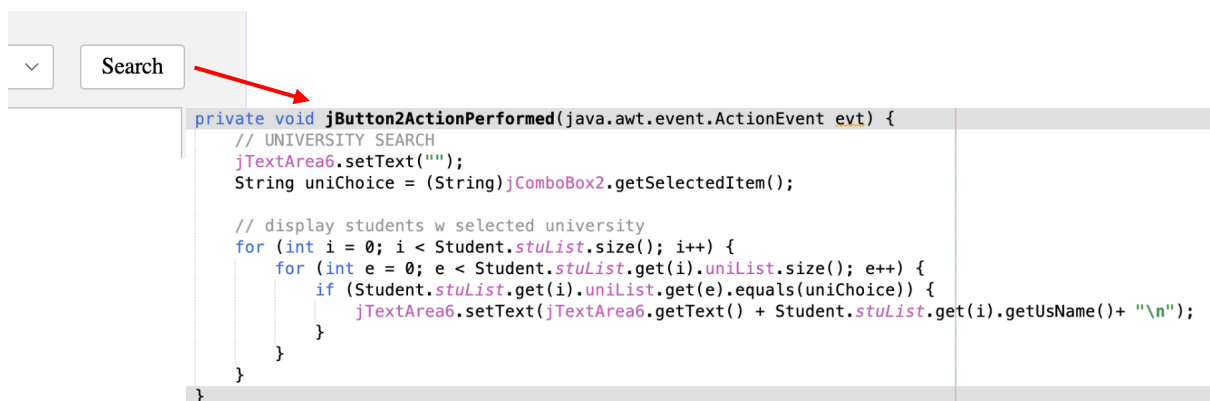 Search
private void jButton2ActionPerformed(java.awt.event.ActionEvent evt) {
// UNIVERSITY SEARCH
jTextArea6.setText("");
String uniChoice = (String)jComboBox2.getSelectedItem();
// display students w selected university
for (int i = 0; i < Student.stuList.size(); i++) {
for (int e = 0; e < Student.stuList.get(i).uniList.size(); e++) {
if (Student.stuList.get(i).uniList.get(e).equals(uniChoice)) {
jTextArea6.setText(jTextArea6.getText() + Student.stuList.get(i).getUsName()+ "\n");
}
}
}
}